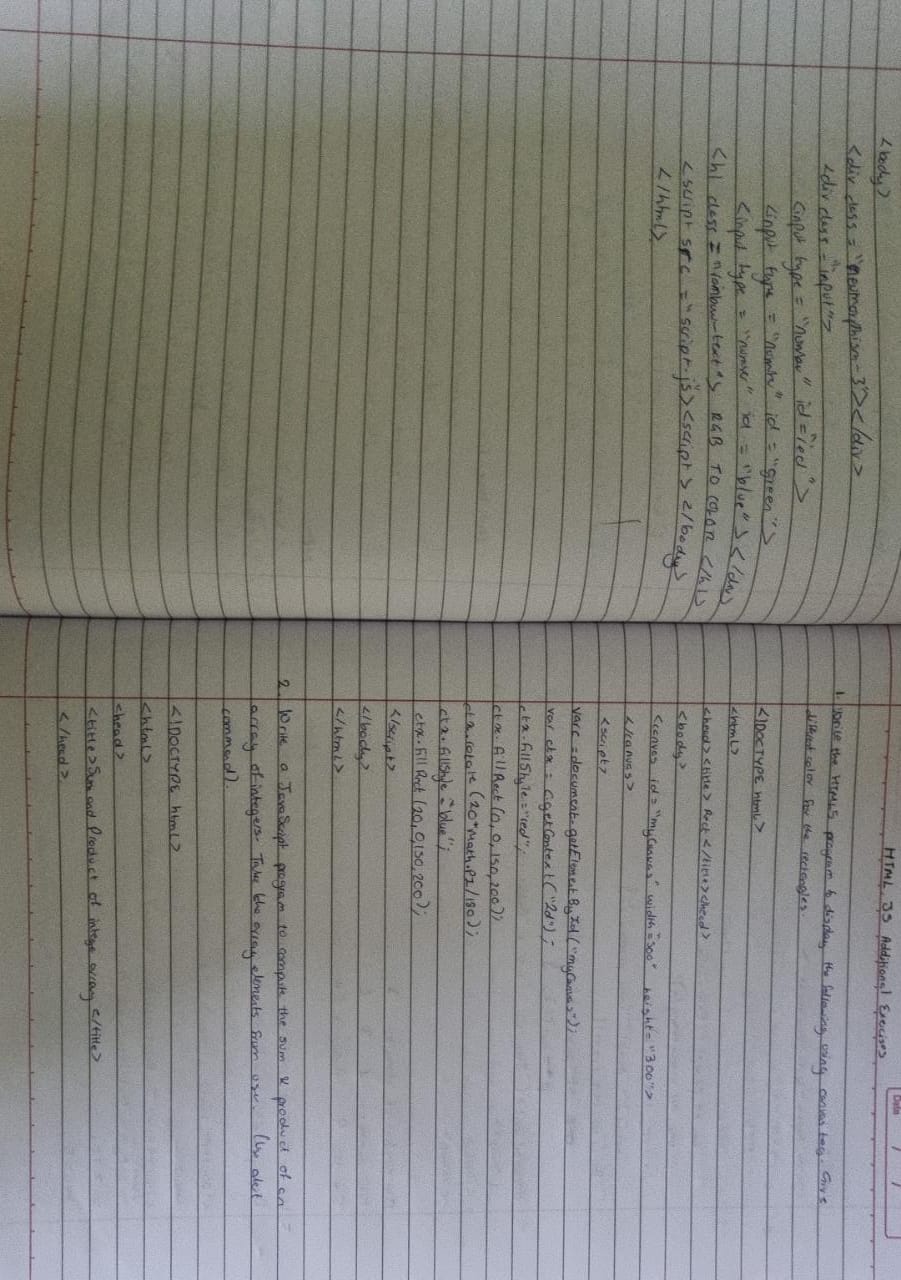 <body>
<div class = "neumorphism-3"></div>
<div class = "input">
<input type = "number" id = "red">
<input type = "number" id = "green">
<input type = "number" id = "blue"></div>
<h1 class = "rainbow-text"> RGB TO COLOR </h1>
<script src = "script.js"><script></body>
</html>
HTML JS Additional Exercises
Date / /
1. Write the HTML5 program to display the following using canvas tag. Give
different color for the rectangles.
<!DOCTYPE html>
<html>
<head><title>Rect</title><head>
<body>
<canvas id = "myCanvas" width = "500" height = "300">
</canvas>
<script>
var c = document.getElementById("myCanvas");
var ctx = c.getContext("2d");
ctx.fillStyle = "red";
ctx.fillRect(0,0,150,200);
ctx.rotate(20*Math.PI/180);
ctx.fillStyle = "blue";
ctx.fillRect(20,0,150,200);
</script>
</body>
</html>
2. Write a JavaScript program to compute the sum & product of an
array of integers. Take the array elements from user. (Use alert
command).
<!DOCTYPE html>
<html>
<head>
<title>Sum and Product of integer array</title>
</head>